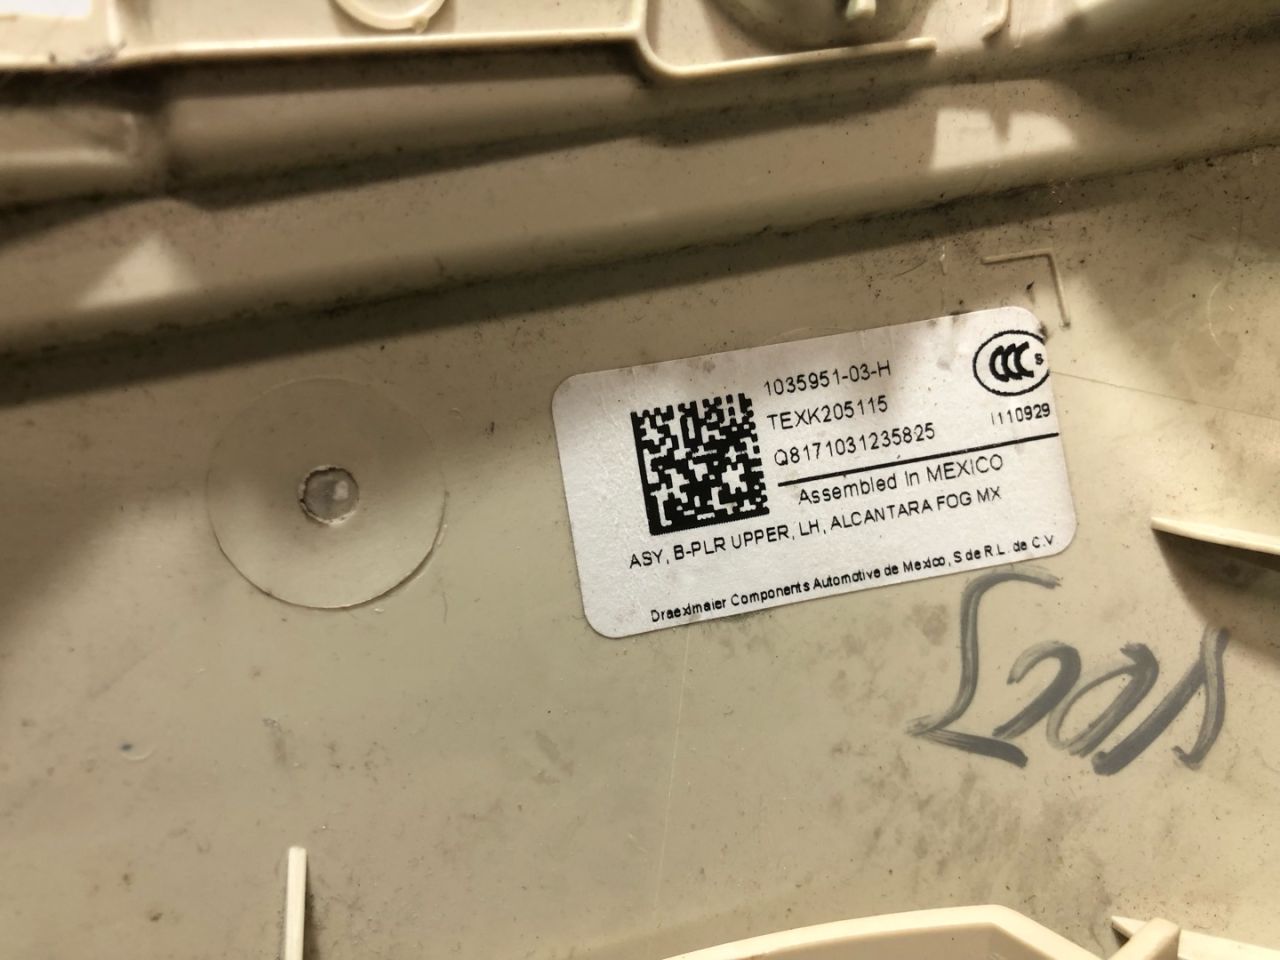 1035951-03-H
TEXK205115
Q8171031235825
CCC S
I110929
Assembled in MEXICO
ASY, B-PLR UPPER, LH, ALCANTARA FOG MX
Draexlmaier Components Automotive de Mexico, S de R.L. de C.V